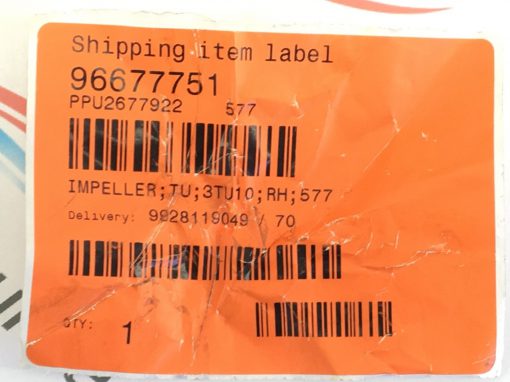 Shipping item label
96677751
PPU2677922 577
IMPELLER;TU;3TU10;RH;577
Delivery: 9928119049 / 70
QTY: 1